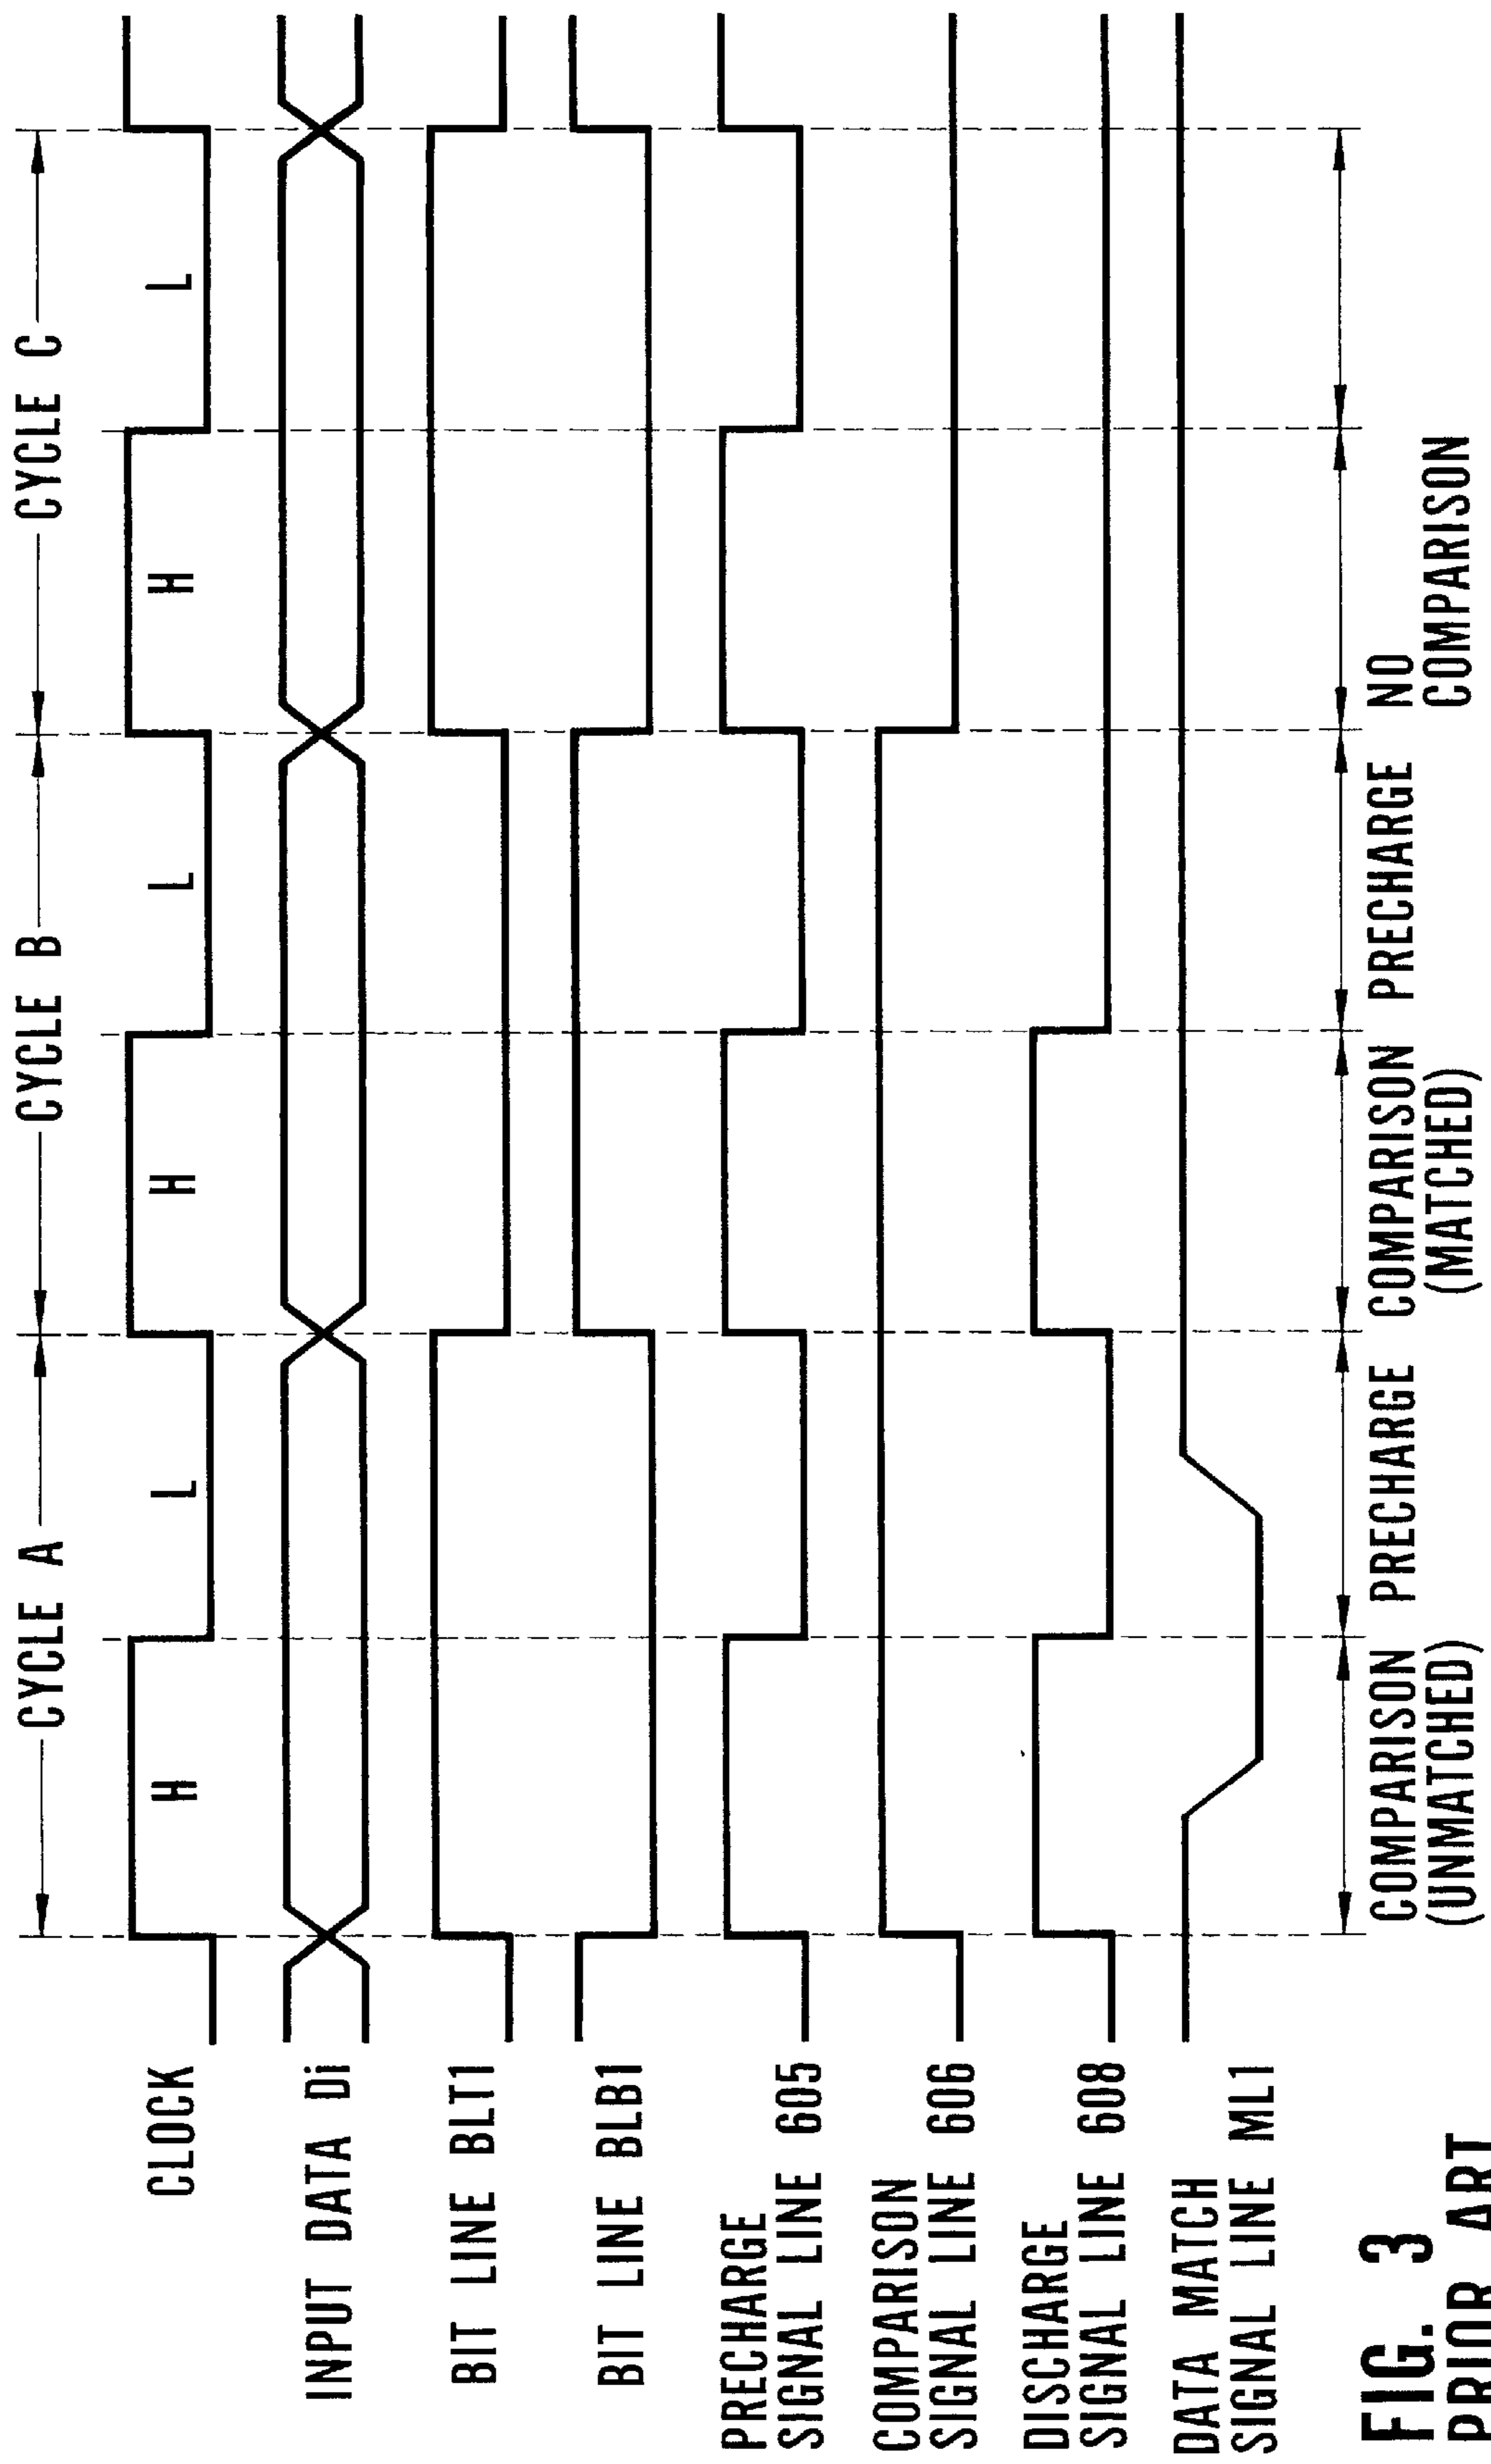 CYCLE A
CYCLE B
CYCLE C
CLOCK
H
L
H
L
H
L
INPUT DATA Di
BIT LINE BLT1
BIT LINE BLB1
PRECHARGE
SIGNAL LINE 605
COMPARISON
SIGNAL LINE 606
DISCHARGE
SIGNAL LINE 608
DATA MATCH
SIGNAL LINE ML1
COMPARISON
(UNMATCHED)
PRECHARGE
COMPARISON
(MATCHED)
PRECHARGE
NO
COMPARISON
FIG. 3
PRIOR ART